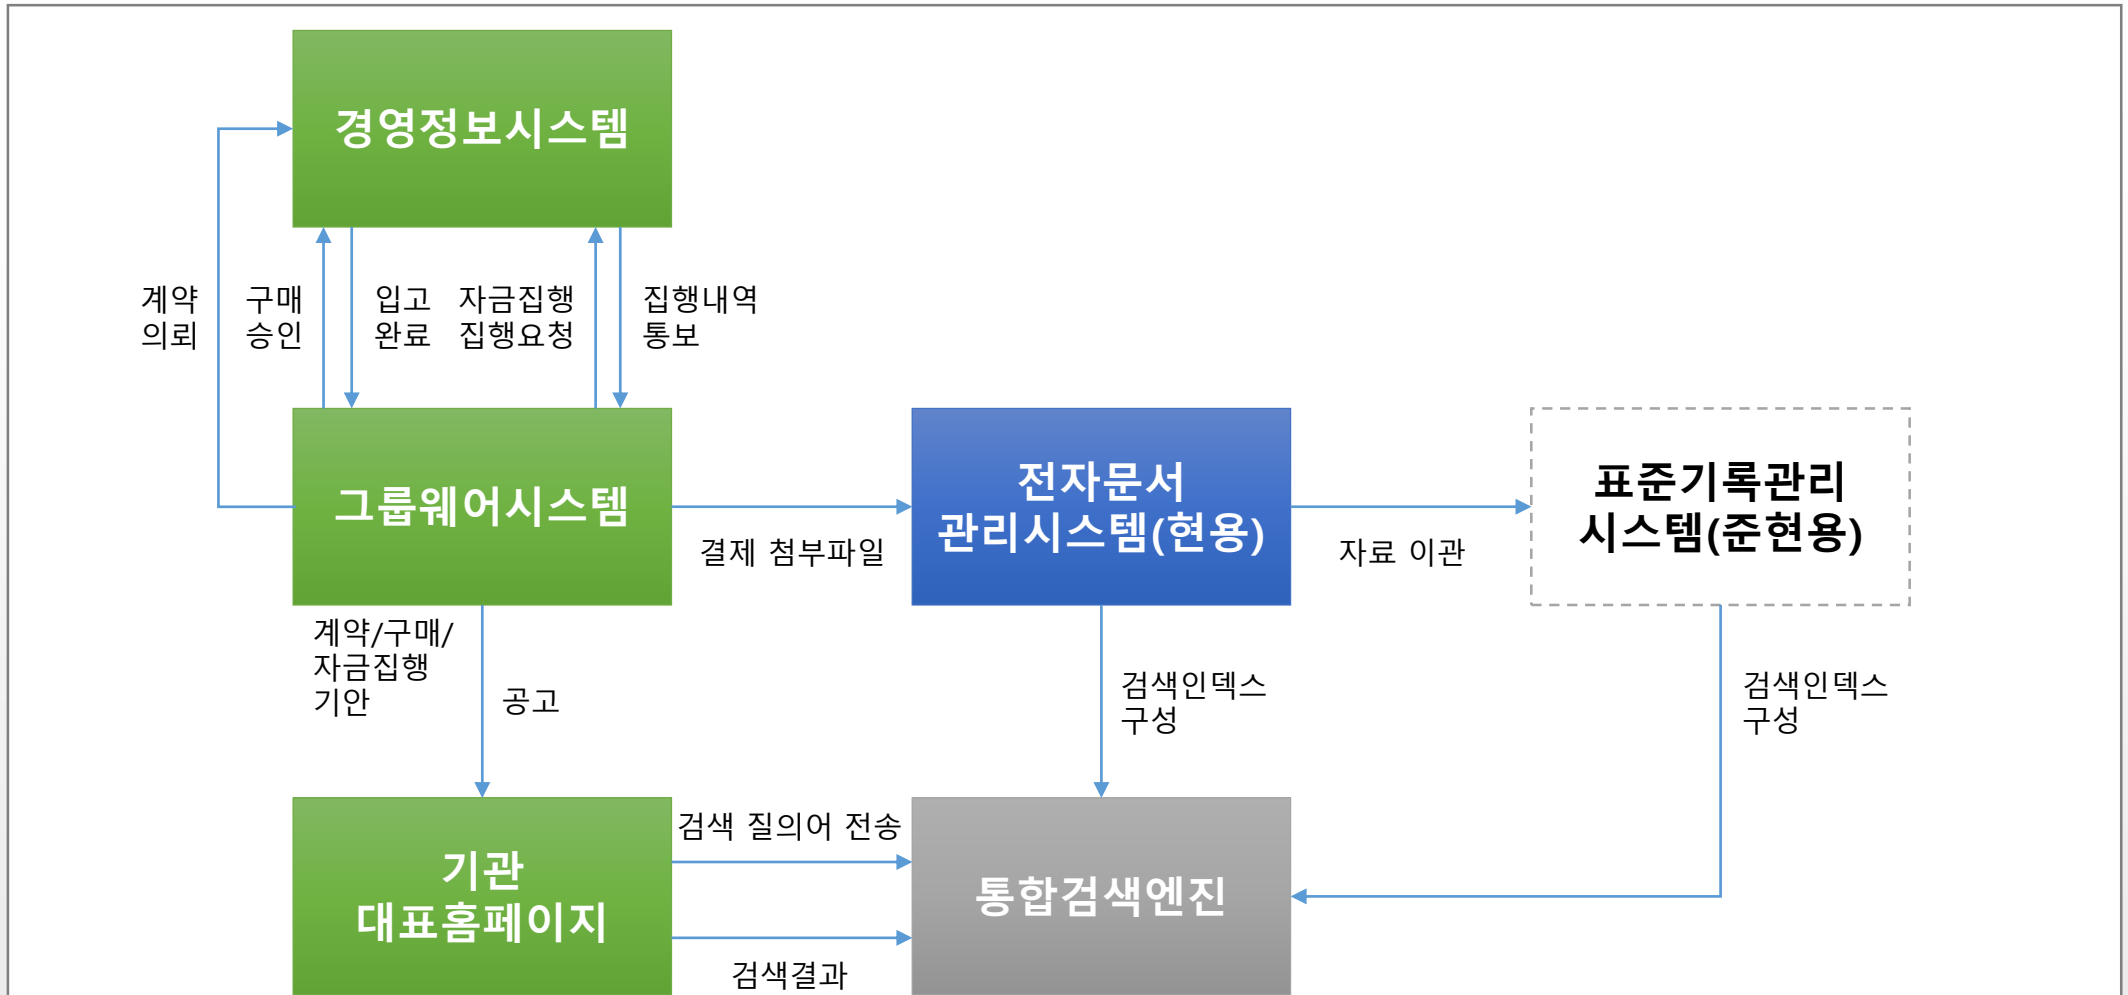 경영정보시스템
계약
의뢰
구매
승인
입고
완료
자금집행
집행요청
집행내역
통보
그룹웨어시스템
전자문서
관리시스템(현용)
표준기록관리
시스템(준현용)
결제 첨부파일
자료 이관
계약/구매/
자금집행
기안
공고
검색인덱스
구성
검색인덱스
구성
기관
대표홈페이지
검색 질의어 전송
통합검색엔진
검색결과